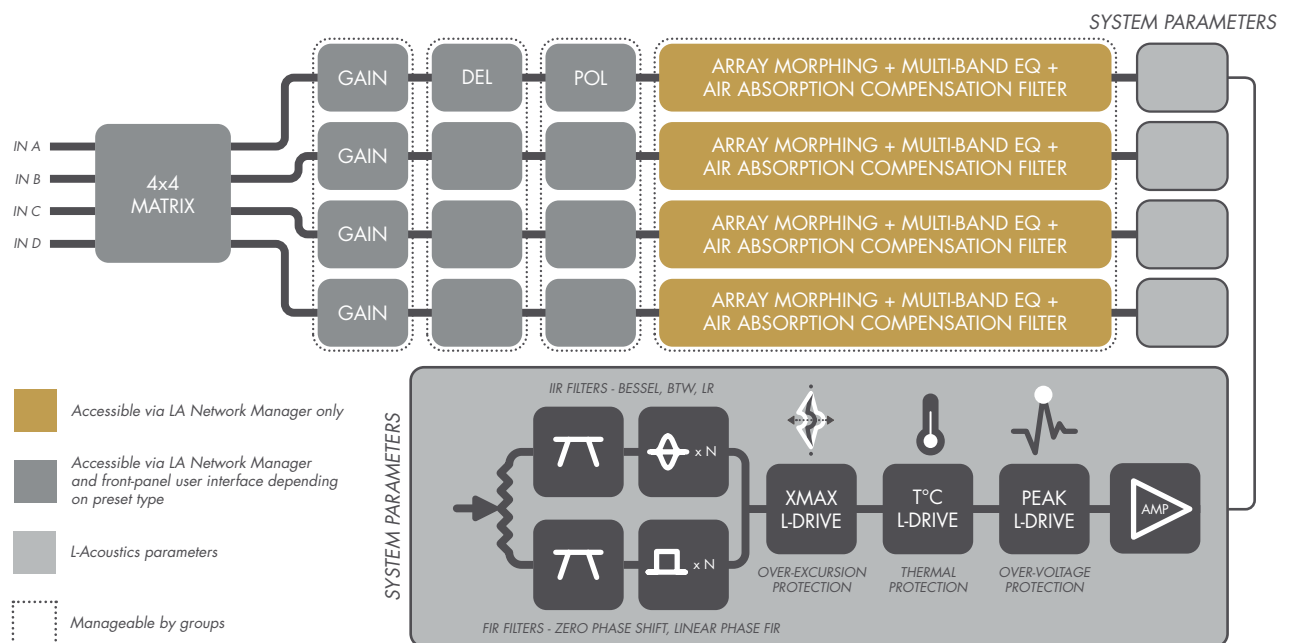 SYSTEM PARAMETERS
GAIN
DEL
POL
ARRAY MORPHING + MULTI-BAND EQ +
AIR ABSORPTION COMPENSATION FILTER
IN A
IN B
IN C
IN D
4x4
MATRIX
GAIN
ARRAY MORPHING + MULTI-BAND EQ +
AIR ABSORPTION COMPENSATION FILTER
GAIN
ARRAY MORPHING + MULTI-BAND EQ +
AIR ABSORPTION COMPENSATION FILTER
GAIN
ARRAY MORPHING + MULTI-BAND EQ +
AIR ABSORPTION COMPENSATION FILTER
Accessible via LA Network Manager only
Accessible via LA Network Manager
and front-panel user interface depending
on preset type
L-Acoustics parameters
Manageable by groups
SYSTEM PARAMETERS
IIR FILTERS - BESSEL, BTW, LR
x N
x N
FIR FILTERS - ZERO PHASE SHIFT, LINEAR PHASE FIR
XMAX
L-DRIVE
OVER-EXCURSION
PROTECTION
T°C
L-DRIVE
THERMAL
PROTECTION
PEAK
L-DRIVE
OVER-VOLTAGE
PROTECTION
AMP